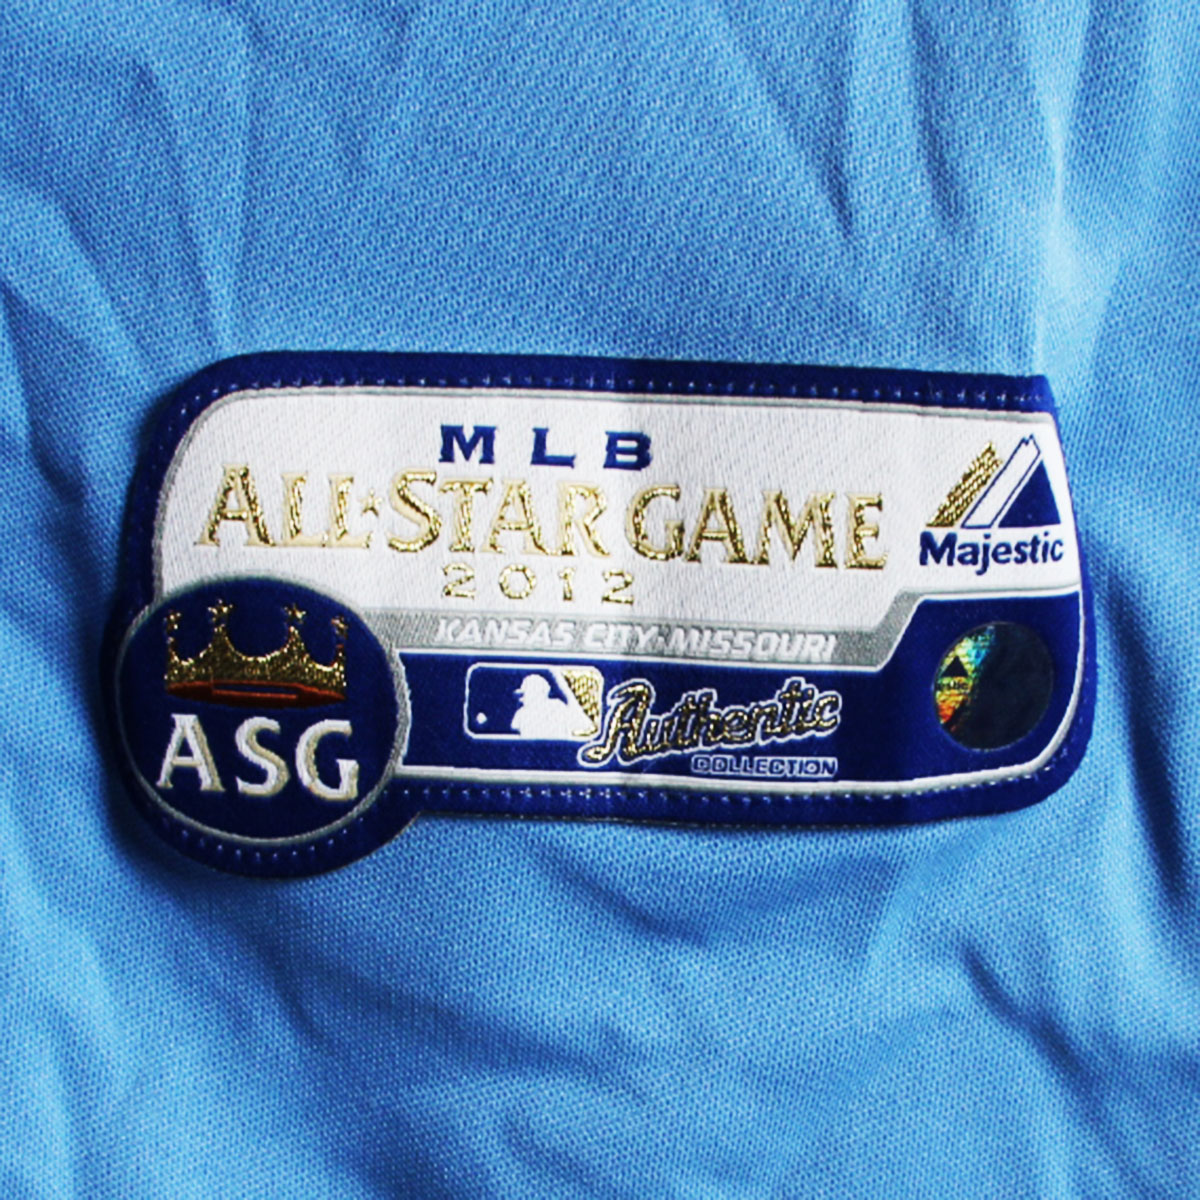 MLB
ALL★STAR GAME
2012
Majestic
KANSAS CITY•MISSOURI
Authentic
COLLECTION
ASG